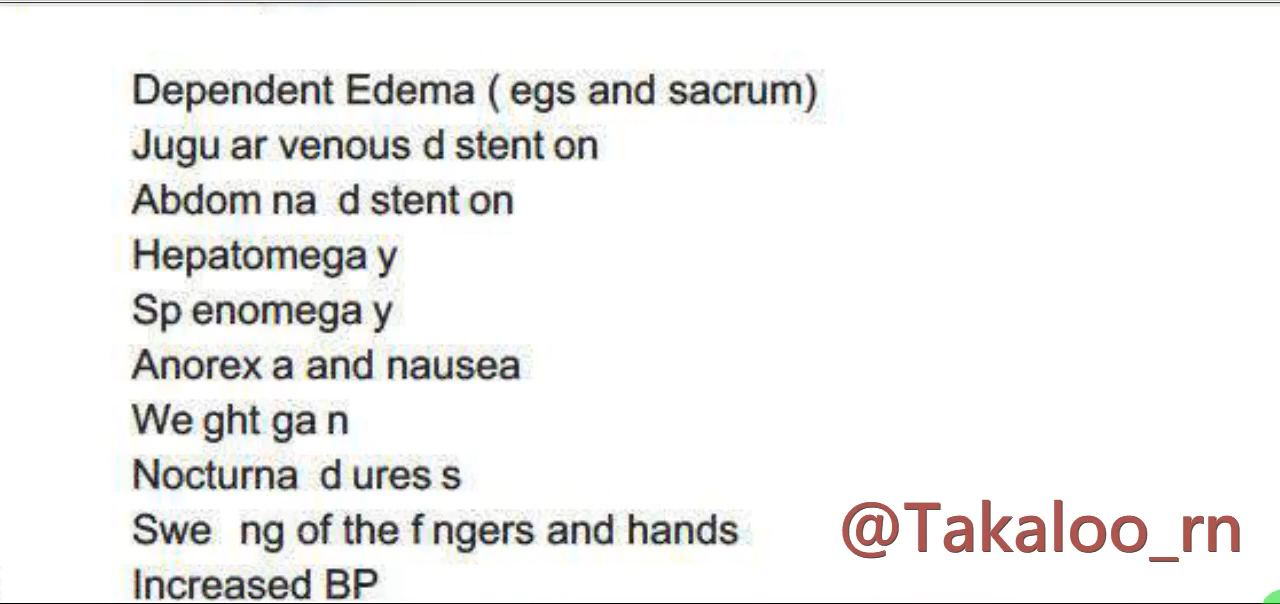 Dependent Edema ( egs and sacrum)
Jugu ar venous d stent on
Abdom na  d stent on
Hepatomega y
Sp enomega y
Anorex a and nausea
We ght ga n
Nocturna  d ures s
Swe  ng of the f ngers and hands
@Takaloo_rn
Increased BP